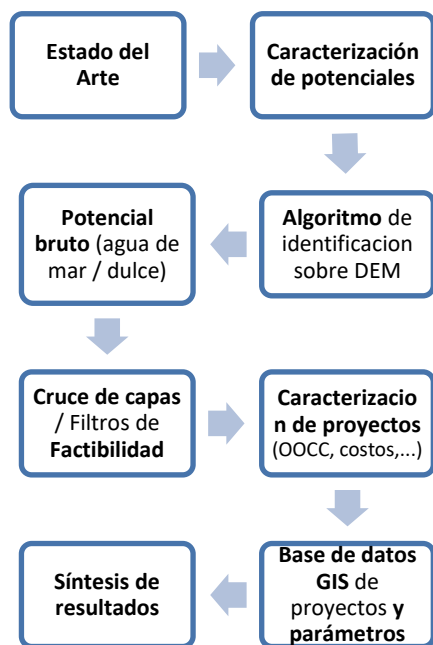 Estado del
Arte
Caracterización
de potenciales
Algoritmo de
identificacion
sobre DEM
Potencial
bruto (agua de
mar / dulce)
Cruce de capas
/ Filtros de
Factibilidad
Caracterizacio
n de proyectos
(OOCC, costos,...)
Base de datos
GIS de
proyectos y
parámetros
Síntesis de
resultados